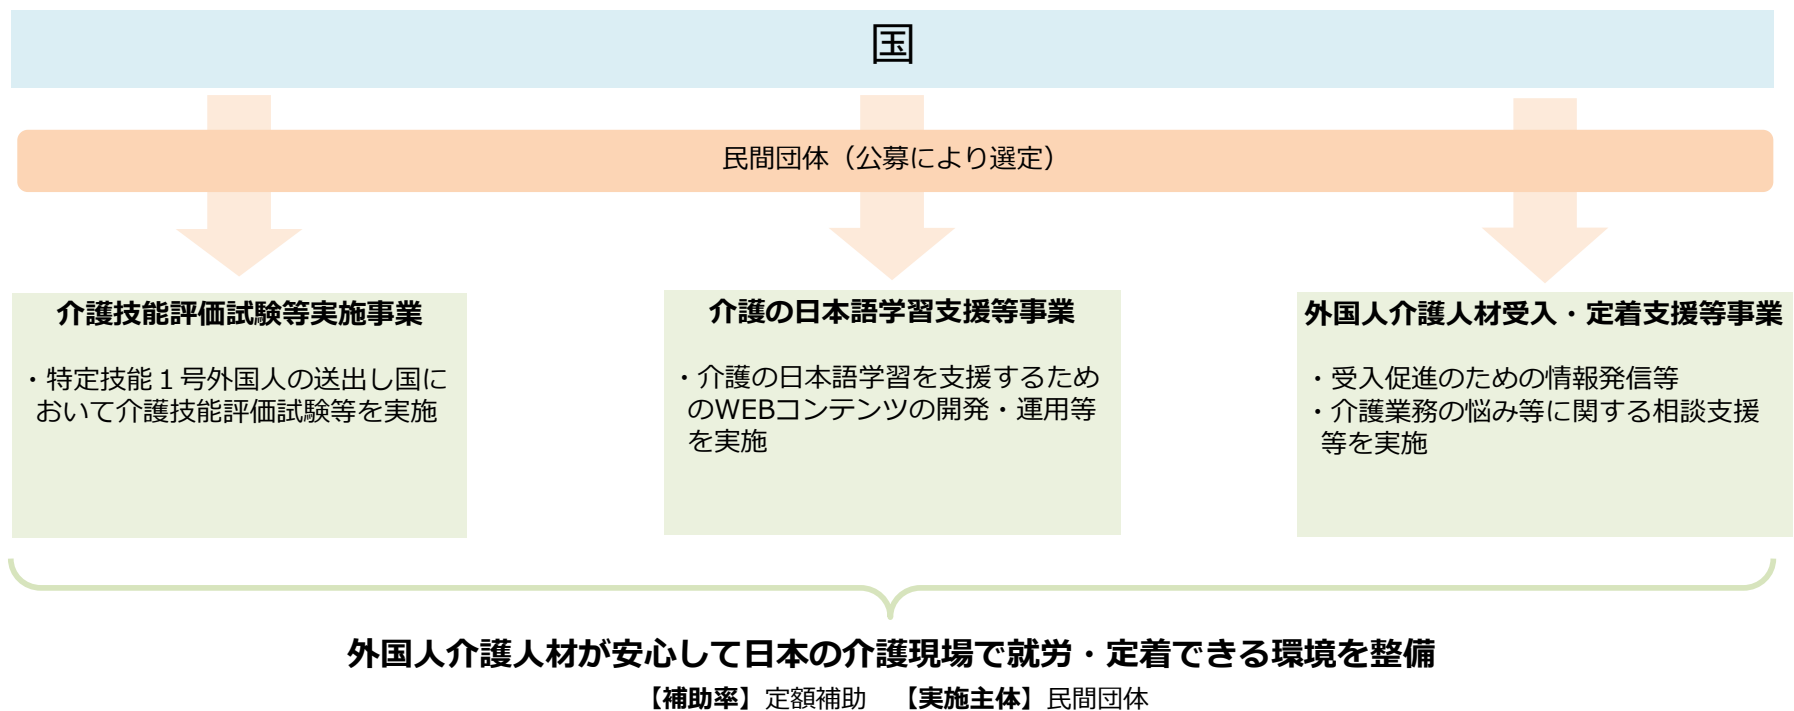 国
民間団体（公募により選定）
介護技能評価試験等実施事業
・特定技能１号外国人の送出し国に
おいて介護技能評価試験等を実施
介護の日本語学習支援等事業
・介護の日本語学習を支援するため
のWEBコンテンツの開発・運用等
を実施
外国人介護人材受入・定着支援等事業
・受入促進のための情報発信等
・介護業務の悩み等に関する相談支援
等を実施
外国人介護人材が安心して日本の介護現場で就労・定着できる環境を整備
【補助率】定額補助　【実施主体】民間団体